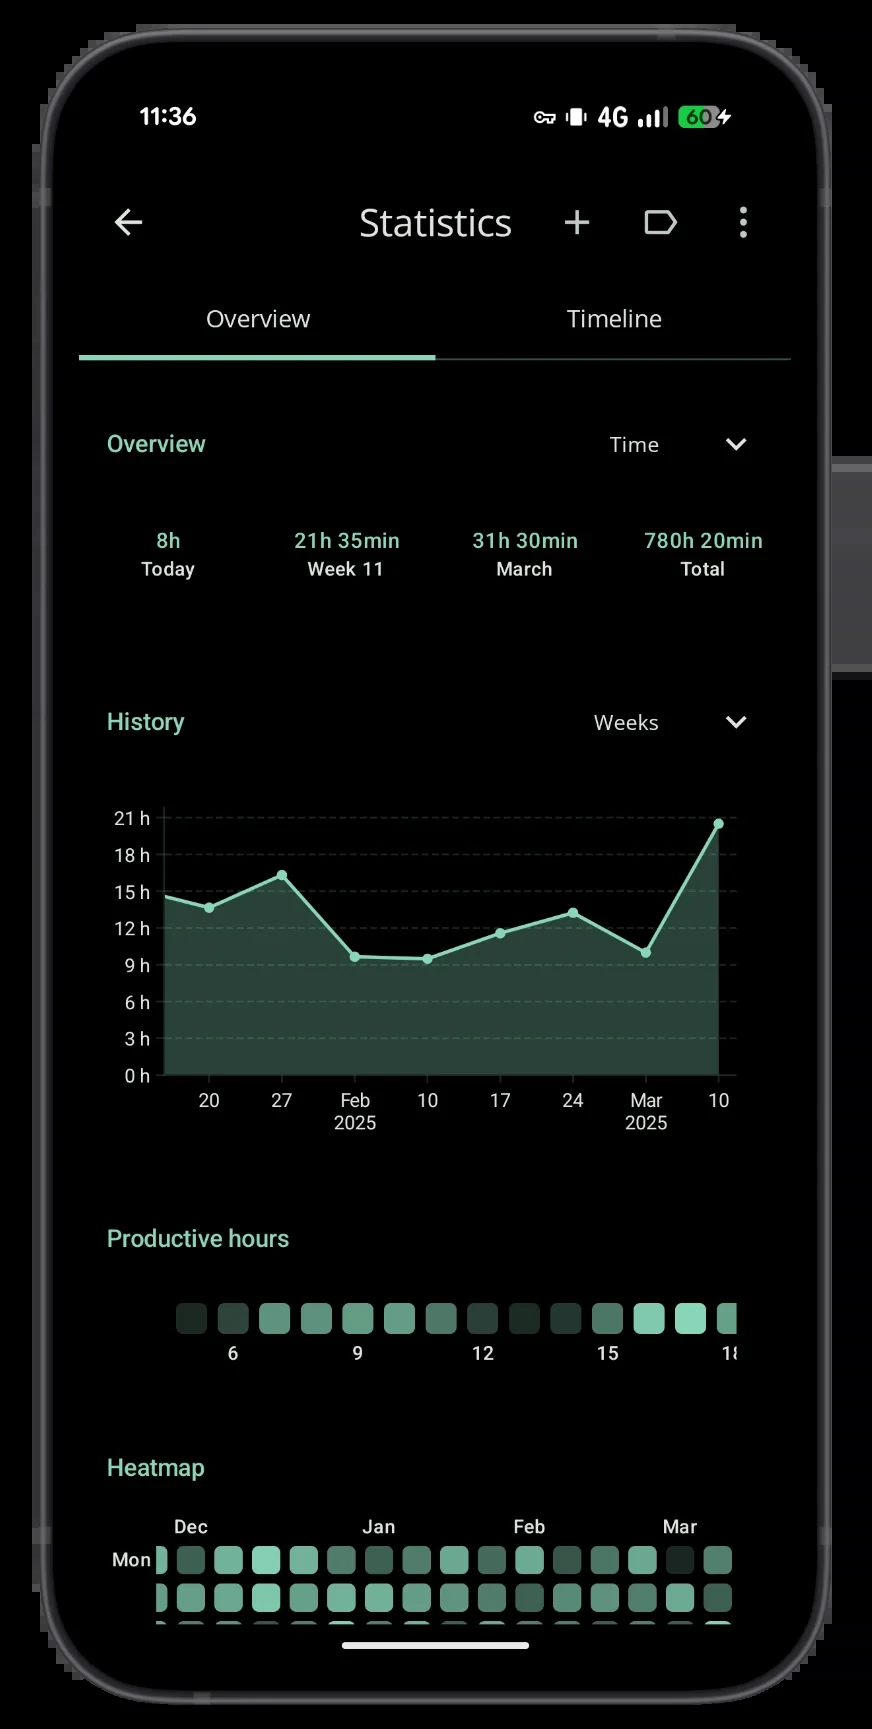 11:36 4G 60
Statistics
Overview Timeline
Overview Time
8h 21h 35min 31h 30min 780h 20min
Today Week 11 March Total
History Weeks
21 h
18 h
15 h
12 h
9 h
6 h
3 h
0 h
20 27 Feb 10 17 24 Mar 10
2025 2025
Productive hours
6 9 12 15 18
Heatmap
Dec Jan Feb Mar
Mon